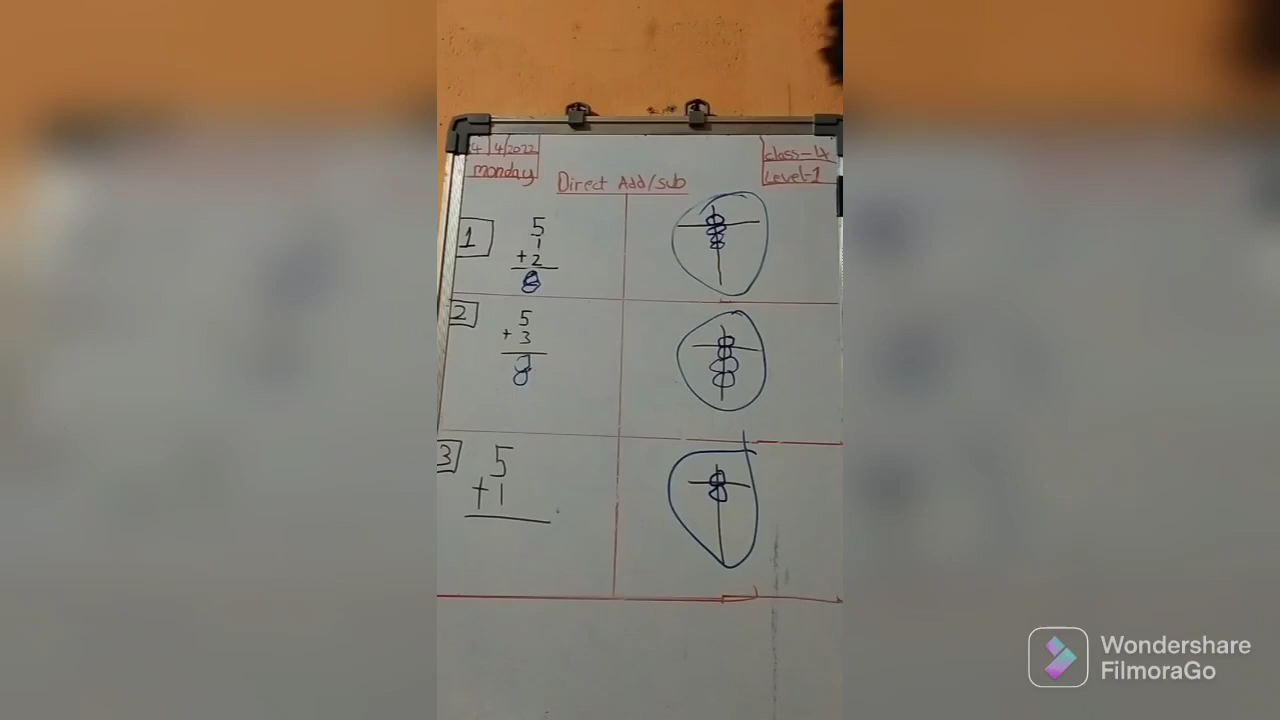 4/4/2022
monday
class-4
Level-1
Direct Add/sub
1
5
1
+2
8
2
5
+3
8
3
5
+1
Wondershare
FilmoraGo